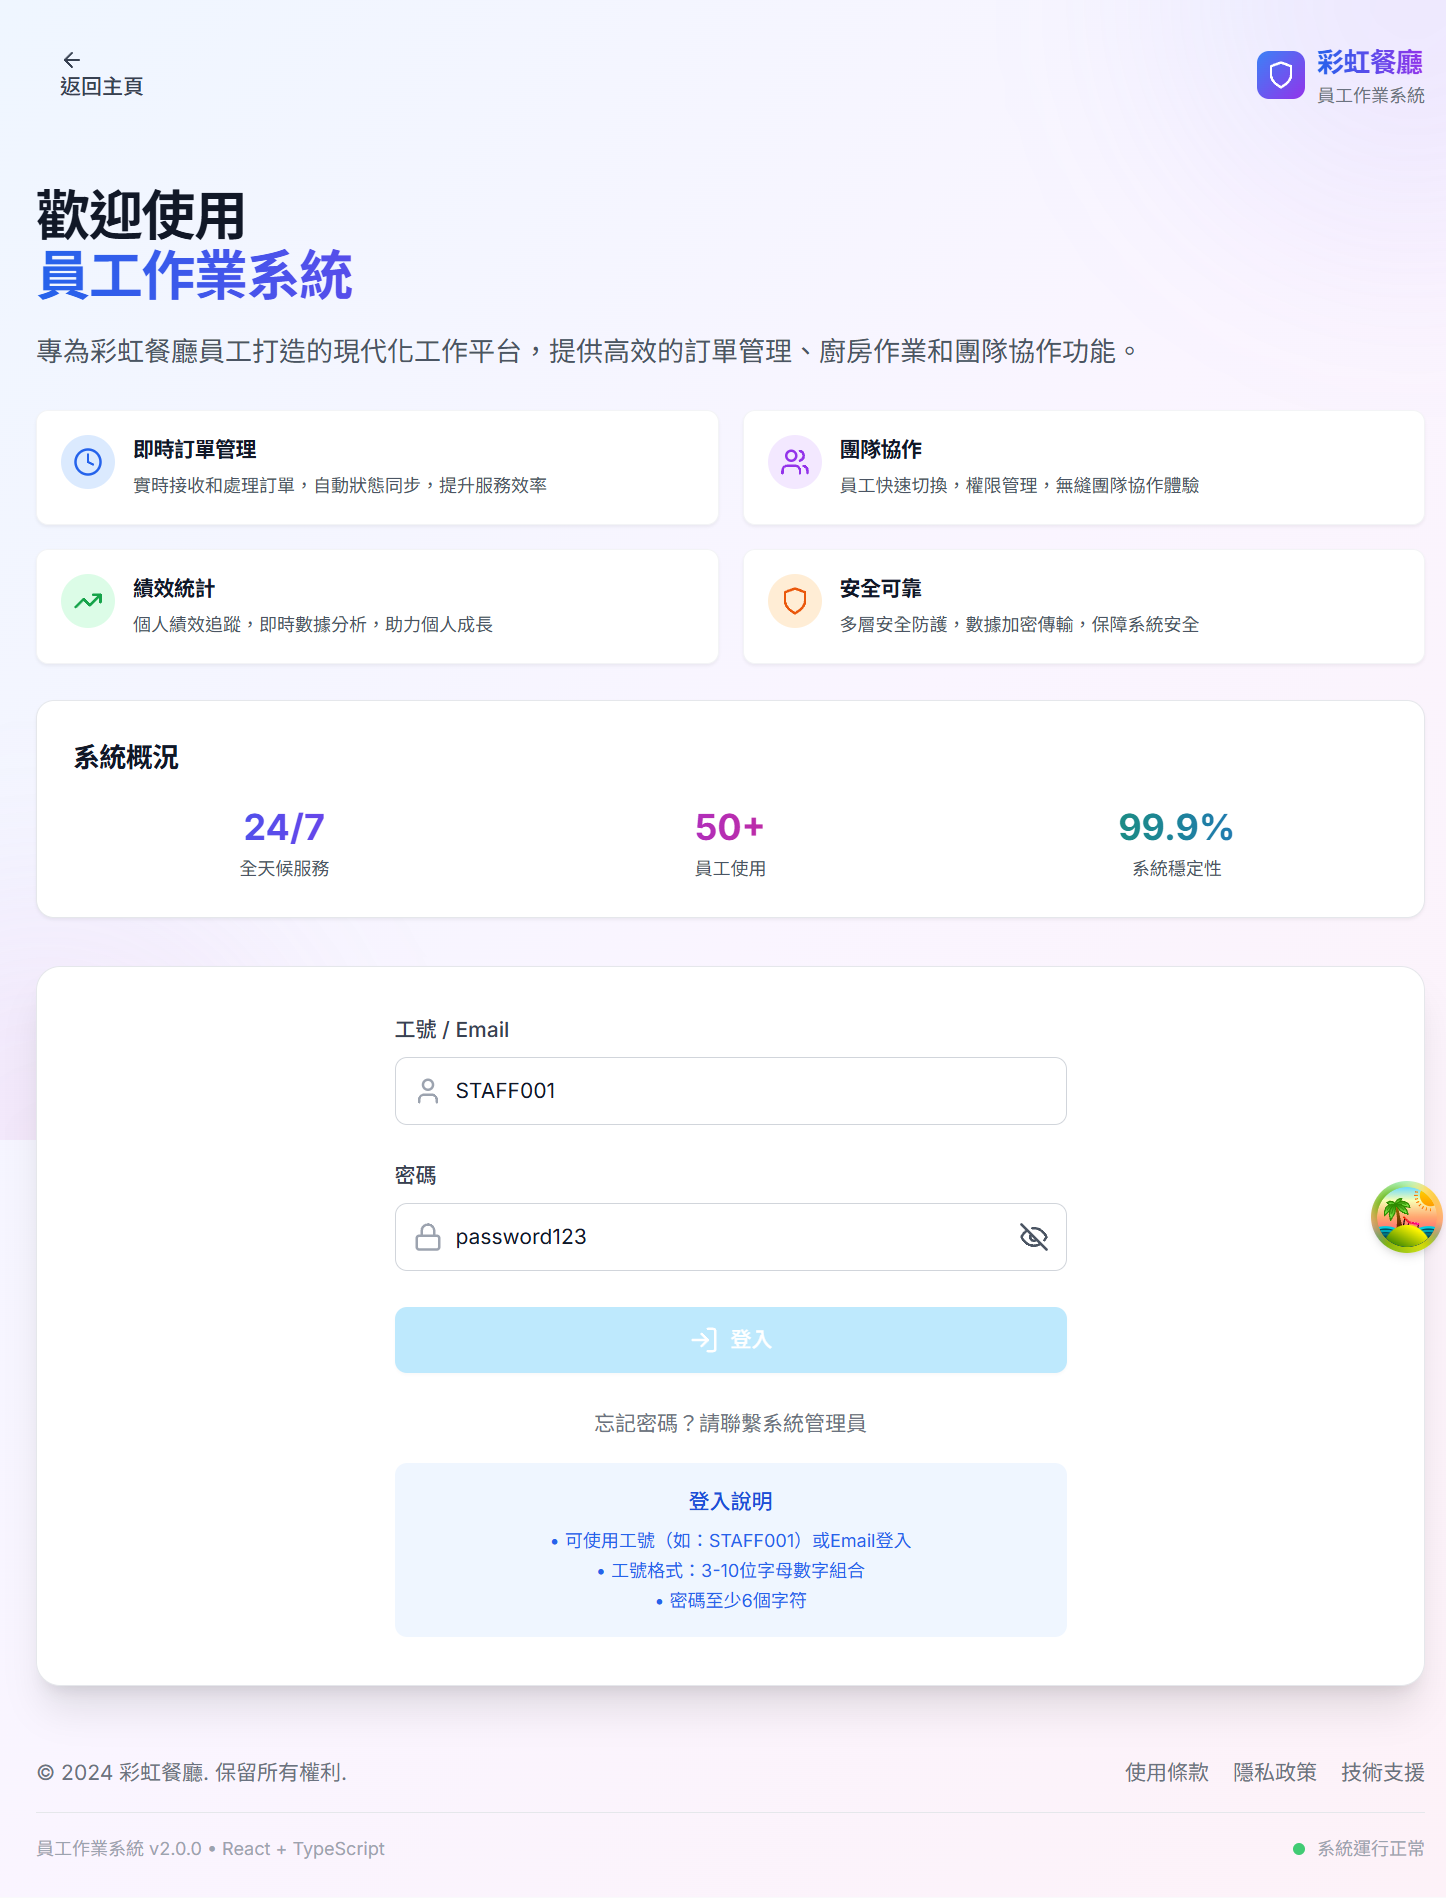 返回主頁
彩虹餐廳
員工作業系統
歡迎使用
員工作業系統
專為彩虹餐廳員工打造的現代化工作平台，提供高效的訂單管理、廚房作業和團隊協作功能。
即時訂單管理
實時接收和處理訂單，自動狀態同步，提升服務效率
團隊協作
員工快速切換，權限管理，無縫團隊協作體驗
績效統計
個人績效追蹤，即時數據分析，助力個人成長
安全可靠
多層安全防護，數據加密傳輸，保障系統安全
系統概況
24/7
全天候服務
50+
員工使用
99.9%
系統穩定性
工號 / Email
STAFF001
密碼
password123
登入
忘記密碼？請聯繫系統管理員
登入說明
• 可使用工號（如：STAFF001）或Email登入
• 工號格式：3-10位字母數字組合
• 密碼至少6個字符
© 2024 彩虹餐廳. 保留所有權利.
使用條款 隱私政策 技術支援
員工作業系統 v2.0.0 • React + TypeScript
系統運行正常